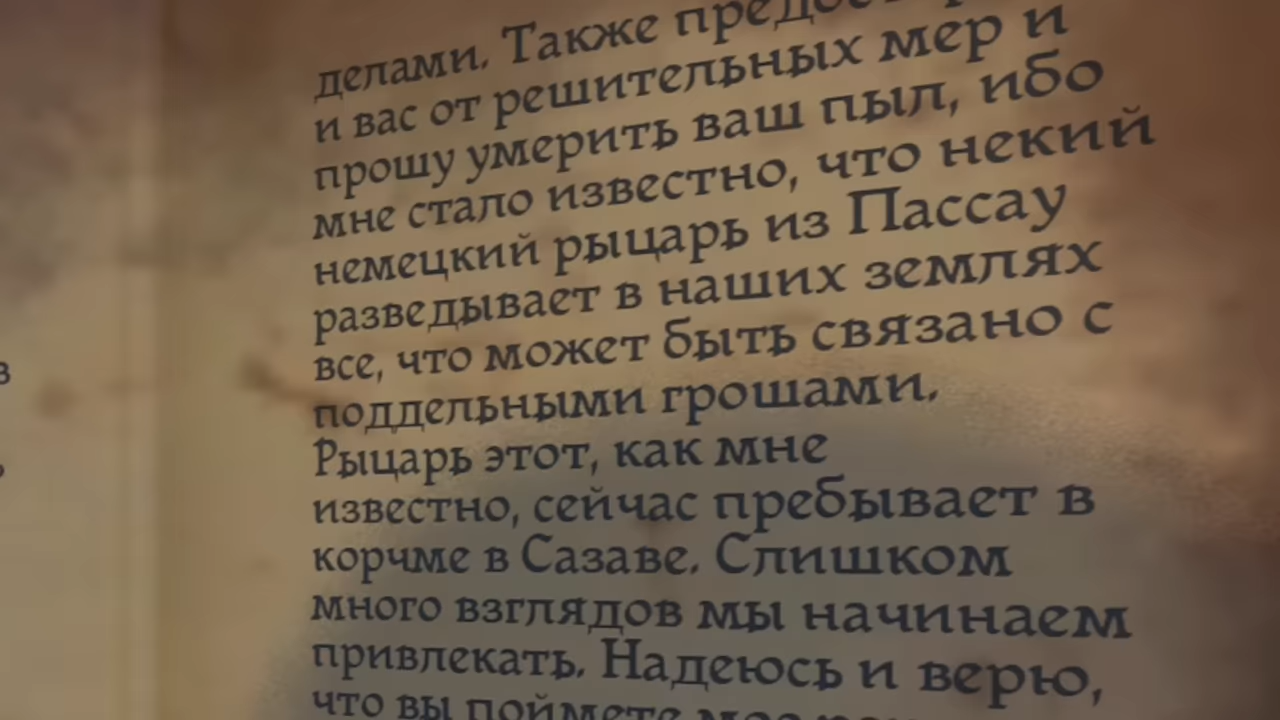 делами. Также
и вас от решительных мер и
прошу умерить ваш пыл, ибо
мне стало известно, что некий
немецкий рыцарь из Пассау
разведывает в наших землях
все, что может быть связано с
поддельными грошами.
Рыцарь этот, как мне
известно, сейчас пребывает в
корчме в Сазаве. Слишком
много взглядов мы начинаем
привлекать. Надеюсь и верю,
что вы поймете